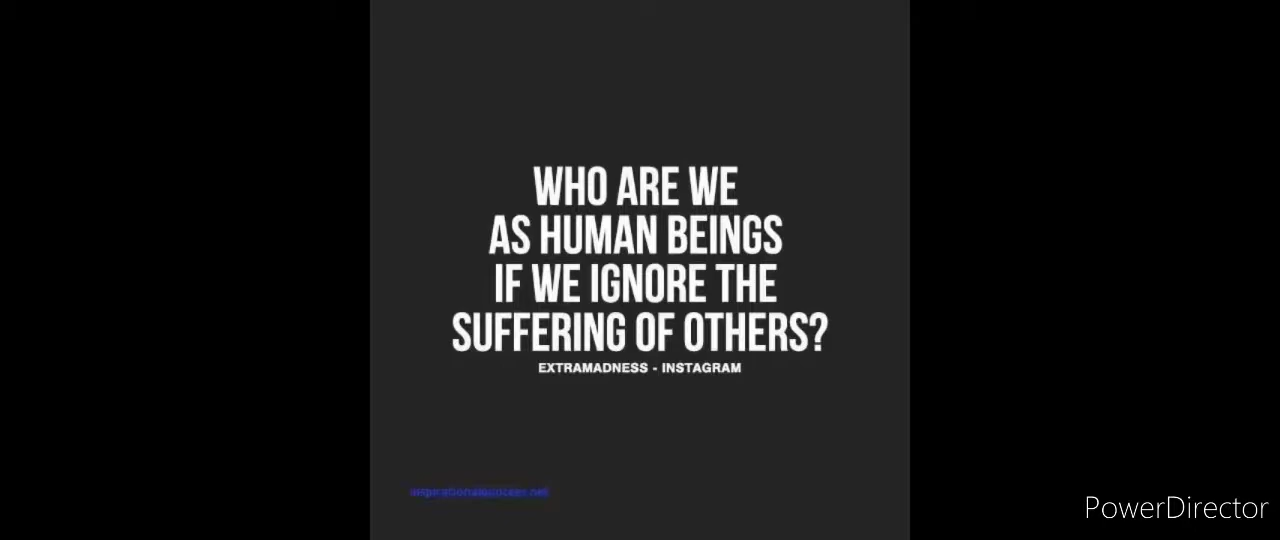 WHO ARE WE
AS HUMAN BEINGS
IF WE IGNORE THE
SUFFERING OF OTHERS?
EXTRAMADNESS - INSTAGRAM
PowerDirector